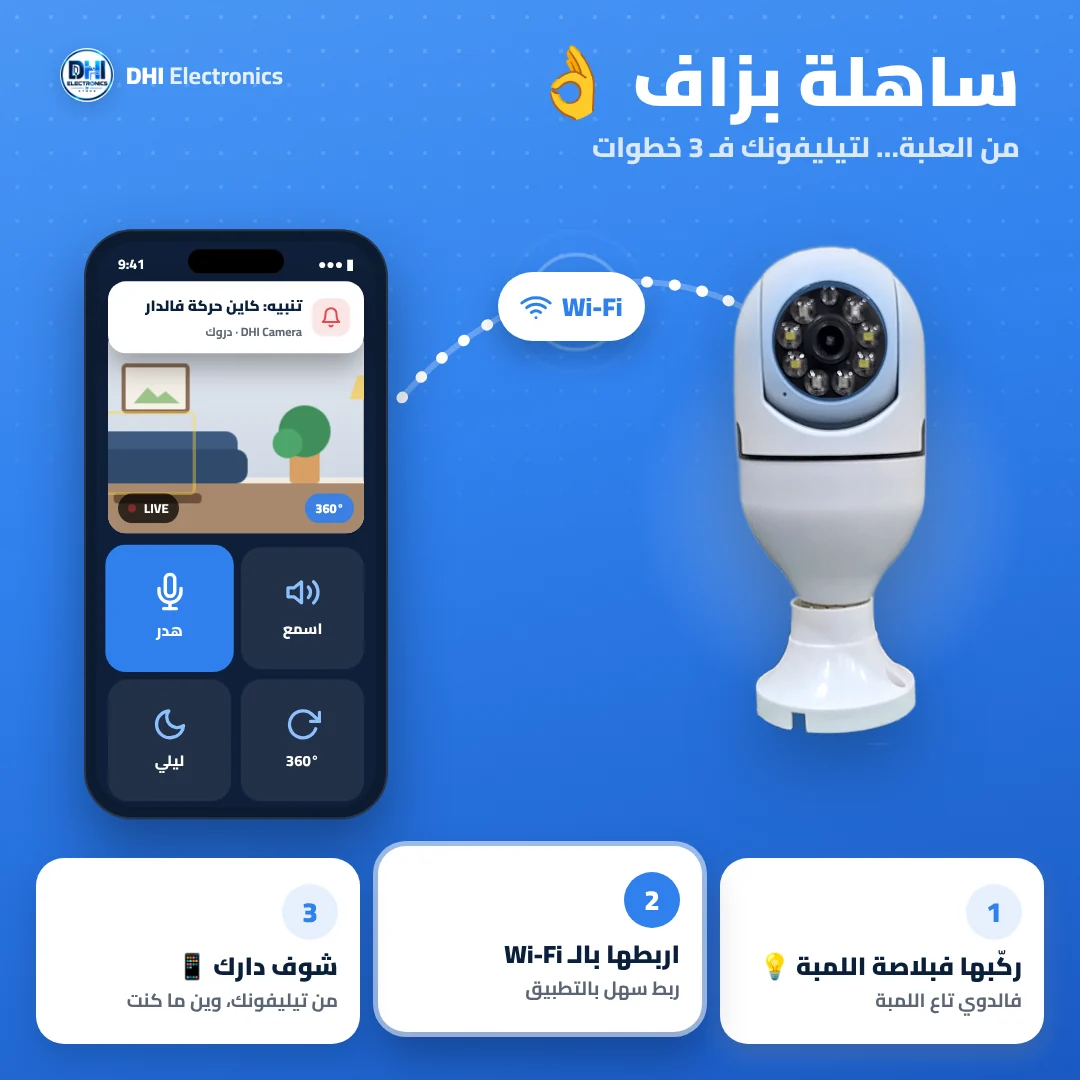 DHI ELECTRONICS
DHI Electronics
ساهلة بزاف 👌
من العلبة... لتيليفونك فـ 3 خطوات
9:41
تنبيه: كاين حركة فالدار
DHI Camera · دروك
LIVE
360°
هدر
اسمع
ليلي
360°
Wi-Fi
1
ركّبها فبلاصة اللمبة 💡
فالدوي تاع اللمبة
2
اربطها بالـ Wi-Fi
ربط سهل بالتطبيق
3
شوف دارك 📱
من تيليفونك، وين ما كنت